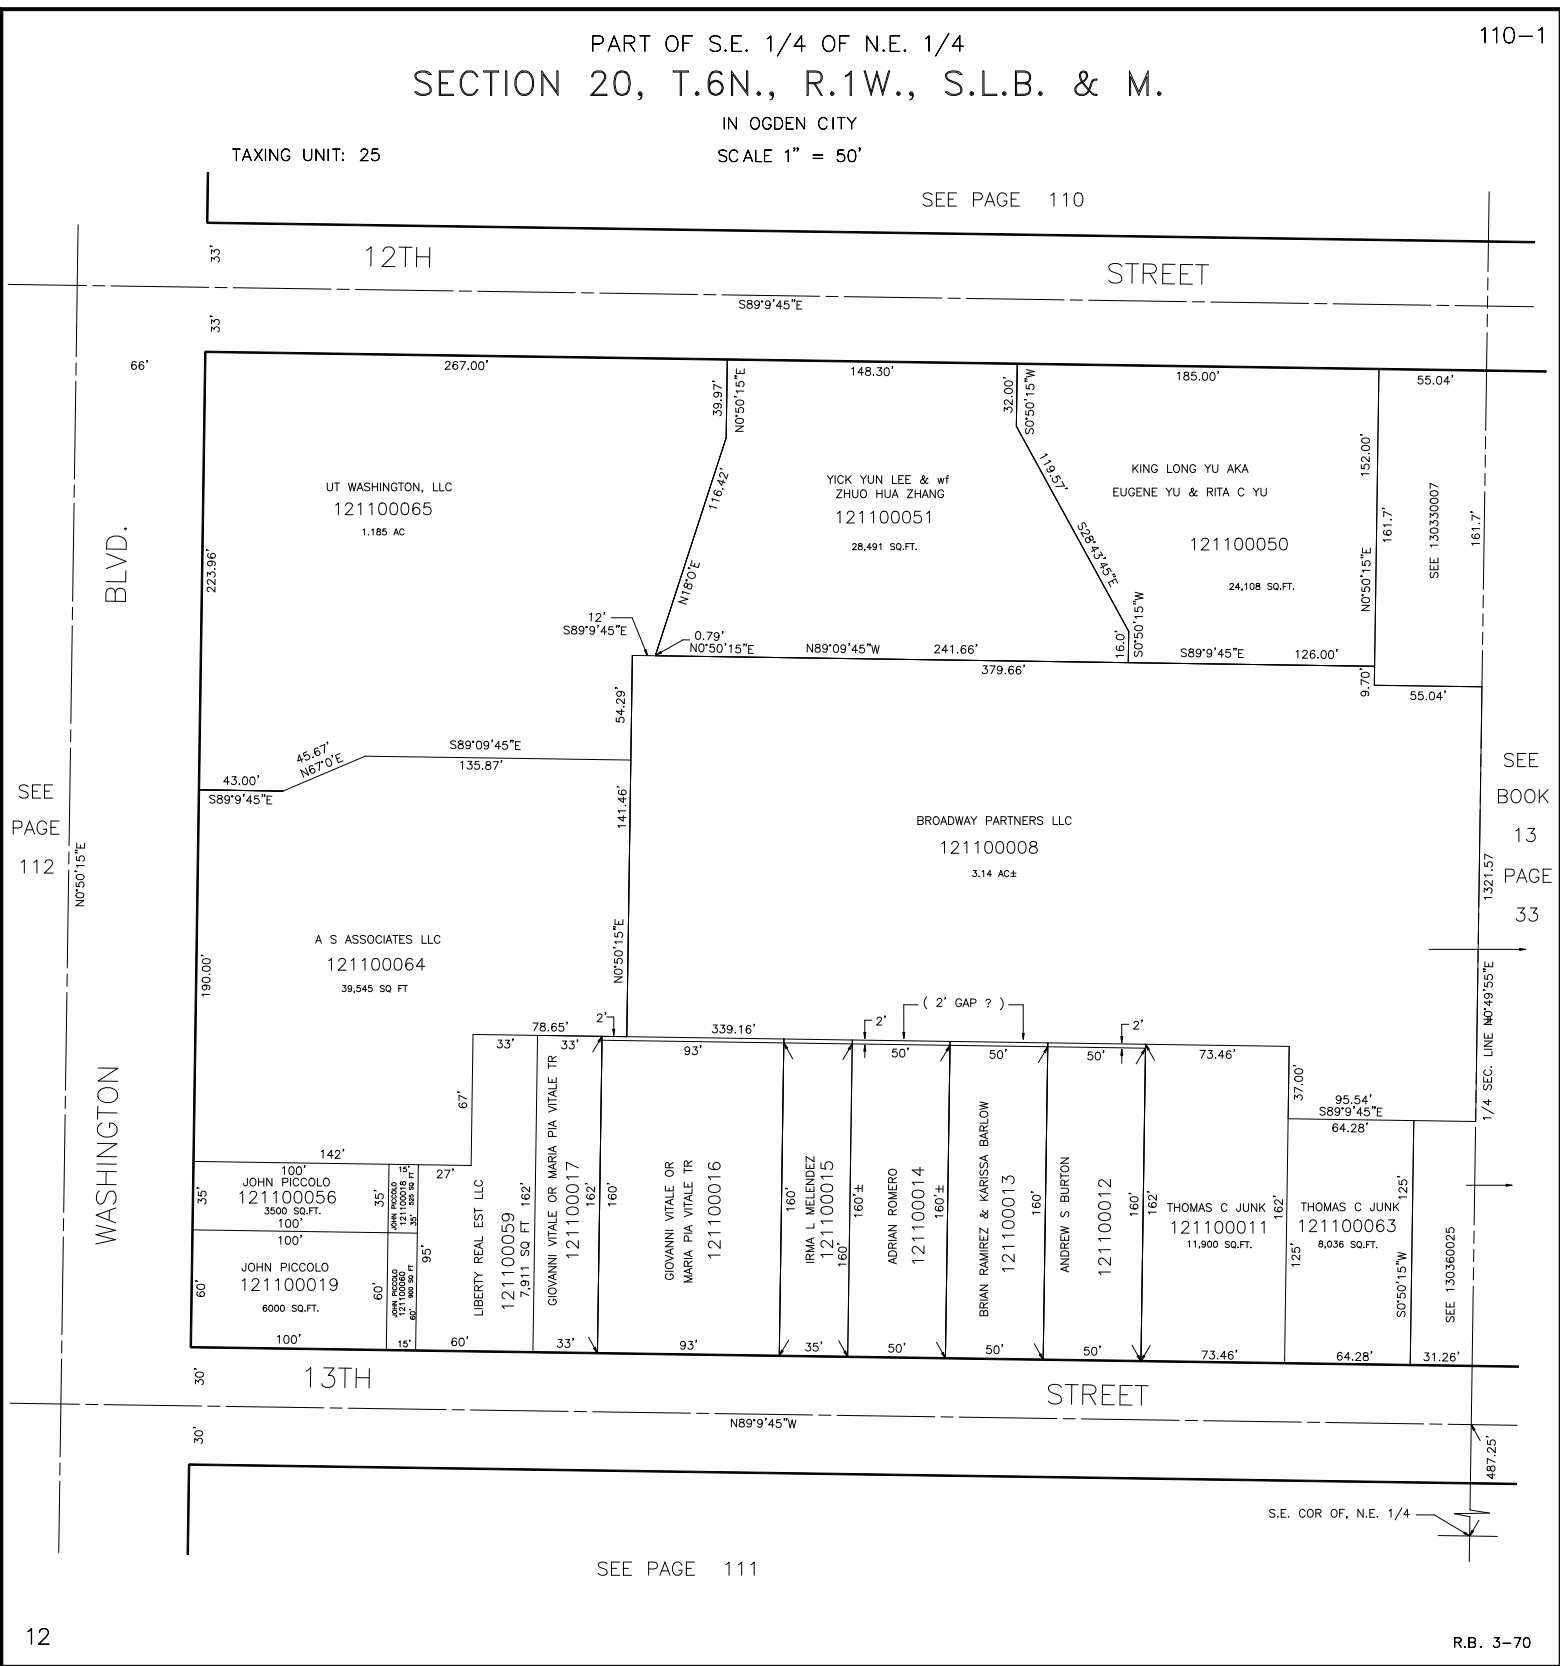 110-1
PART OF S.E. 1/4 OF N.E. 1/4
SECTION 20, T.6N., R.1W., S.L.B. & M.
IN OGDEN CITY
TAXING UNIT: 25
SCALE 1" = 50'
SEE PAGE 110
33'
12TH
STREET
S89°9'45"E
33'
66'
267.00'
148.30'
185.00'
55.04'
39.97'
N0°50'15"E
32.00'
S0°50'15"W
152.00'
161.7'
161.7'
SEE 130330007
N0°50'15"E
UT WASHINGTON, LLC
121100065
1.185 AC
223.96'
116.42'
N18°0'E
YICK YUN LEE & wf
ZHUO HUA ZHANG
121100051
28,491 SQ.FT.
119.57'
S28°43'45"E
KING LONG YU AKA
EUGENE YU & RITA C YU
121100050
24,108 SQ.FT.
BLVD.
12'
S89°9'45"E
0.79'
N0°50'15"E
N89°09'45"W
241.66'
379.66'
16.0'
S0°50'15"W
S89°9'45"E
126.00'
9.70'
55.04'
54.29'
S89°09'45"E
135.87'
45.67'
N67°0'E
43.00'
S89°9'45"E
141.46'
N0°50'15"E
SEE
PAGE
112
N0°50'15"E
SEE
BOOK
13
PAGE
33
1321.57
1/4 SEC. LINE N0°49'55"E
BROADWAY PARTNERS LLC
121100008
3.14 AC±
A S ASSOCIATES LLC
121100064
39,545 SQ FT
190.00'
( 2' GAP ? )
2'
2'
2'
78.65'
339.16'
33'
33'
93'
50'
50'
50'
73.46'
37.00'
95.54'
S89°9'45"E
64.28'
67'
WASHINGTON
142'
27'
100'
JOHN PICCOLO
121100056
3500 SQ.FT.
100'
35'
35'
15'
JOHN PICCOLO
121100018
35' 525 SQ FT
100'
JOHN PICCOLO
121100019
6000 SQ.FT.
100'
60'
60'
JOHN PICCOLO
121100060
60' 900 SQ FT
15'
95'
LIBERTY REAL EST LLC
121100059
7,911 SQ FT
162'
60'
GIOVANNI VITALE OR MARIA PIA VITALE TR
121100017
162'
33'
160'
GIOVANNI VITALE OR
MARIA PIA VITALE TR
121100016
93'
160'
IRMA L MELENDEZ
121100015
160'
35'
160'±
ADRIAN ROMERO
121100014
160'±
50'
BRIAN RAMIREZ & KARISSA BARLOW
121100013
160'
50'
ANDREW S BURTON
121100012
160'
50'
162'
THOMAS C JUNK
121100011
11,900 SQ.FT.
162'
73.46'
125'
THOMAS C JUNK
121100063
8,036 SQ.FT.
125'
S0°50'15"W
64.28'
SEE 130360025
31.26'
30'
13TH
STREET
N89°9'45"W
30'
487.25'
S.E. COR OF, N.E. 1/4
SEE PAGE 111
12
R.B. 3-70